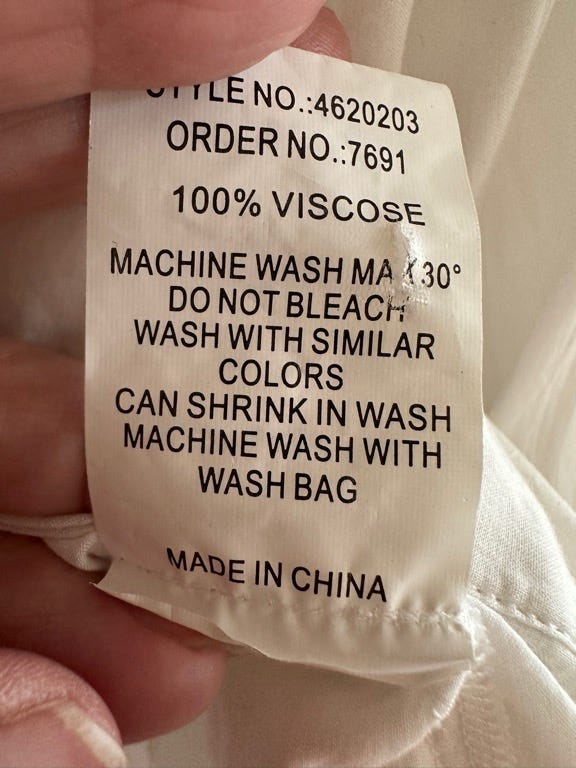 STYLE NO.:4620203
ORDER NO.:7691
100% VISCOSE
MACHINE WASH MAX 30°
DO NOT BLEACH
WASH WITH SIMILAR
COLORS
CAN SHRINK IN WASH
MACHINE WASH WITH
WASH BAG
MADE IN CHINA